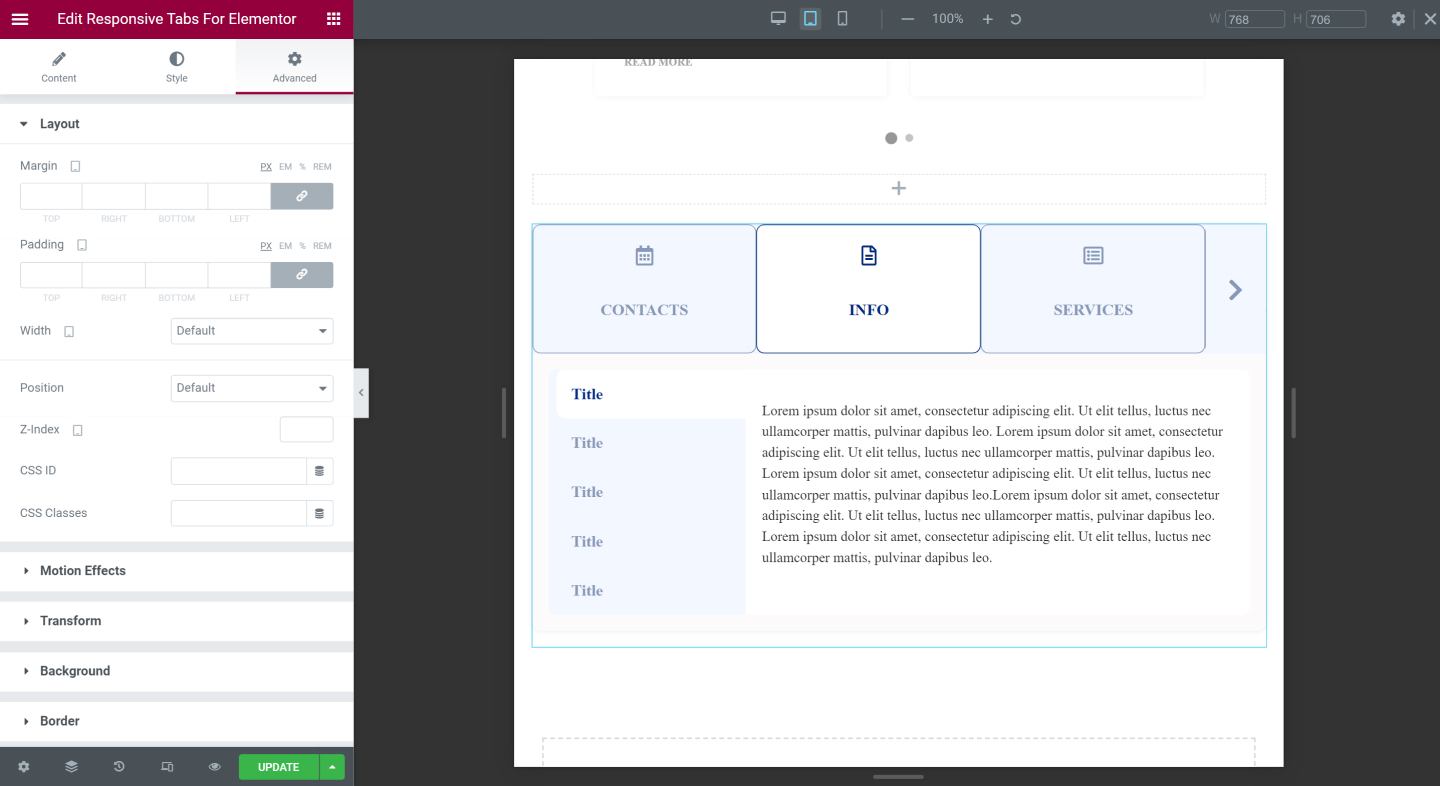 Edit Responsive Tabs For Elementor
100%
W 768 H 706
Content Style Advanced
Layout
Margin PX EM % REM
TOP RIGHT BOTTOM LEFT
Padding PX EM % REM
TOP RIGHT BOTTOM LEFT
Width Default
Position Default
Z-Index
CSS ID
CSS Classes
Motion Effects
Transform
Background
Border
UPDATE
READ MORE
CONTACTS INFO SERVICES
Title
Title
Title
Title
Title
Lorem ipsum dolor sit amet, consectetur adipiscing elit. Ut elit tellus, luctus nec
ullamcorper mattis, pulvinar dapibus leo. Lorem ipsum dolor sit amet, consectetur
adipiscing elit. Ut elit tellus, luctus nec ullamcorper mattis, pulvinar dapibus leo.
Lorem ipsum dolor sit amet, consectetur adipiscing elit. Ut elit tellus, luctus nec
ullamcorper mattis, pulvinar dapibus leo.Lorem ipsum dolor sit amet, consectetur
adipiscing elit. Ut elit tellus, luctus nec ullamcorper mattis, pulvinar dapibus leo.
Lorem ipsum dolor sit amet, consectetur adipiscing elit. Ut elit tellus, luctus nec
ullamcorper mattis, pulvinar dapibus leo.